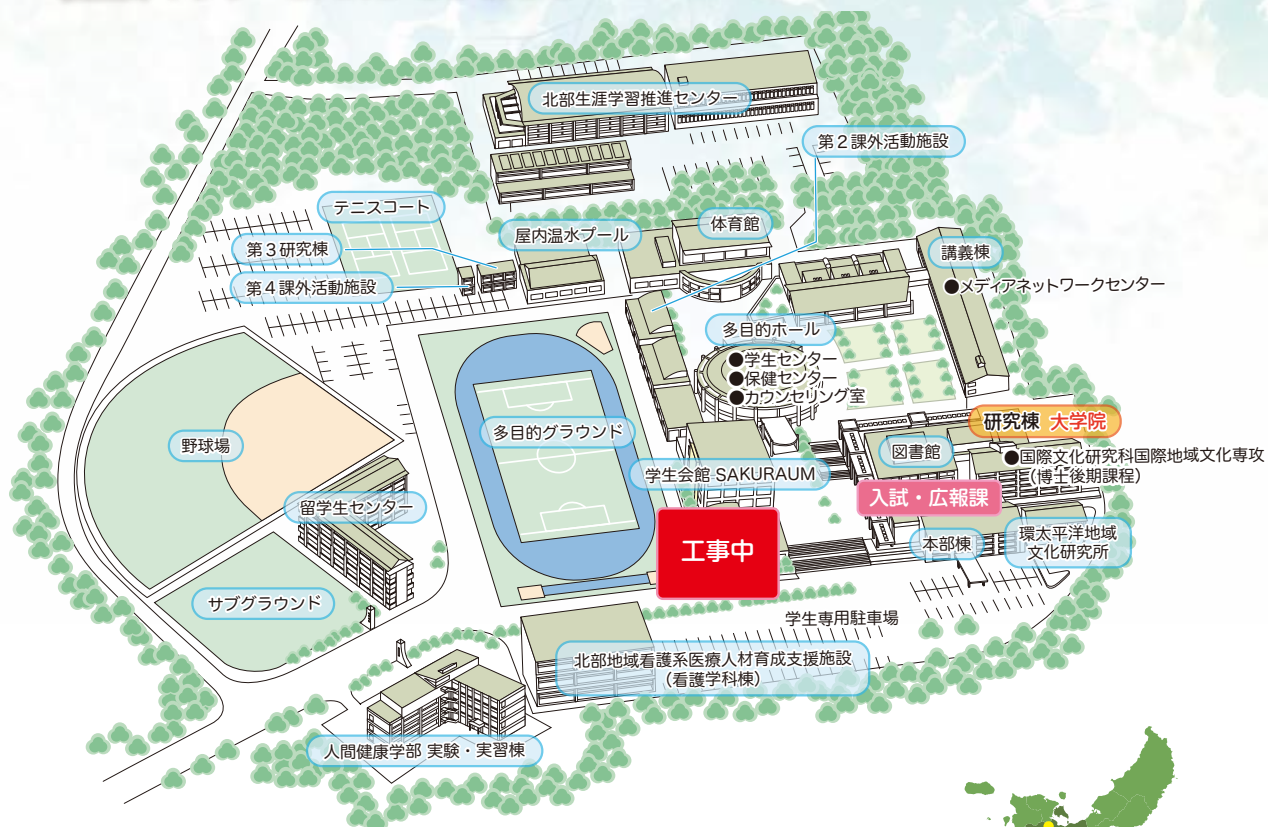 北部生涯学習推進センター
第２課外活動施設
テニスコート
体育館
屋内温水プール
第３研究棟
講義棟
第４課外活動施設
●メディアネットワークセンター
多目的ホール
●学生センター
●保健センター
●カウンセリング室
研究棟 大学院
多目的グラウンド
野球場
図書館
●国際文化研究科国際地域文化専攻
（博士後期課程）
学生会館 SAKURAUM
入試・広報課
留学生センター
工事中
本部棟
環太平洋地域
文化研究所
サブグラウンド
学生専用駐車場
北部地域看護系医療人材育成支援施設
（看護学科棟）
人間健康学部 実験・実習棟